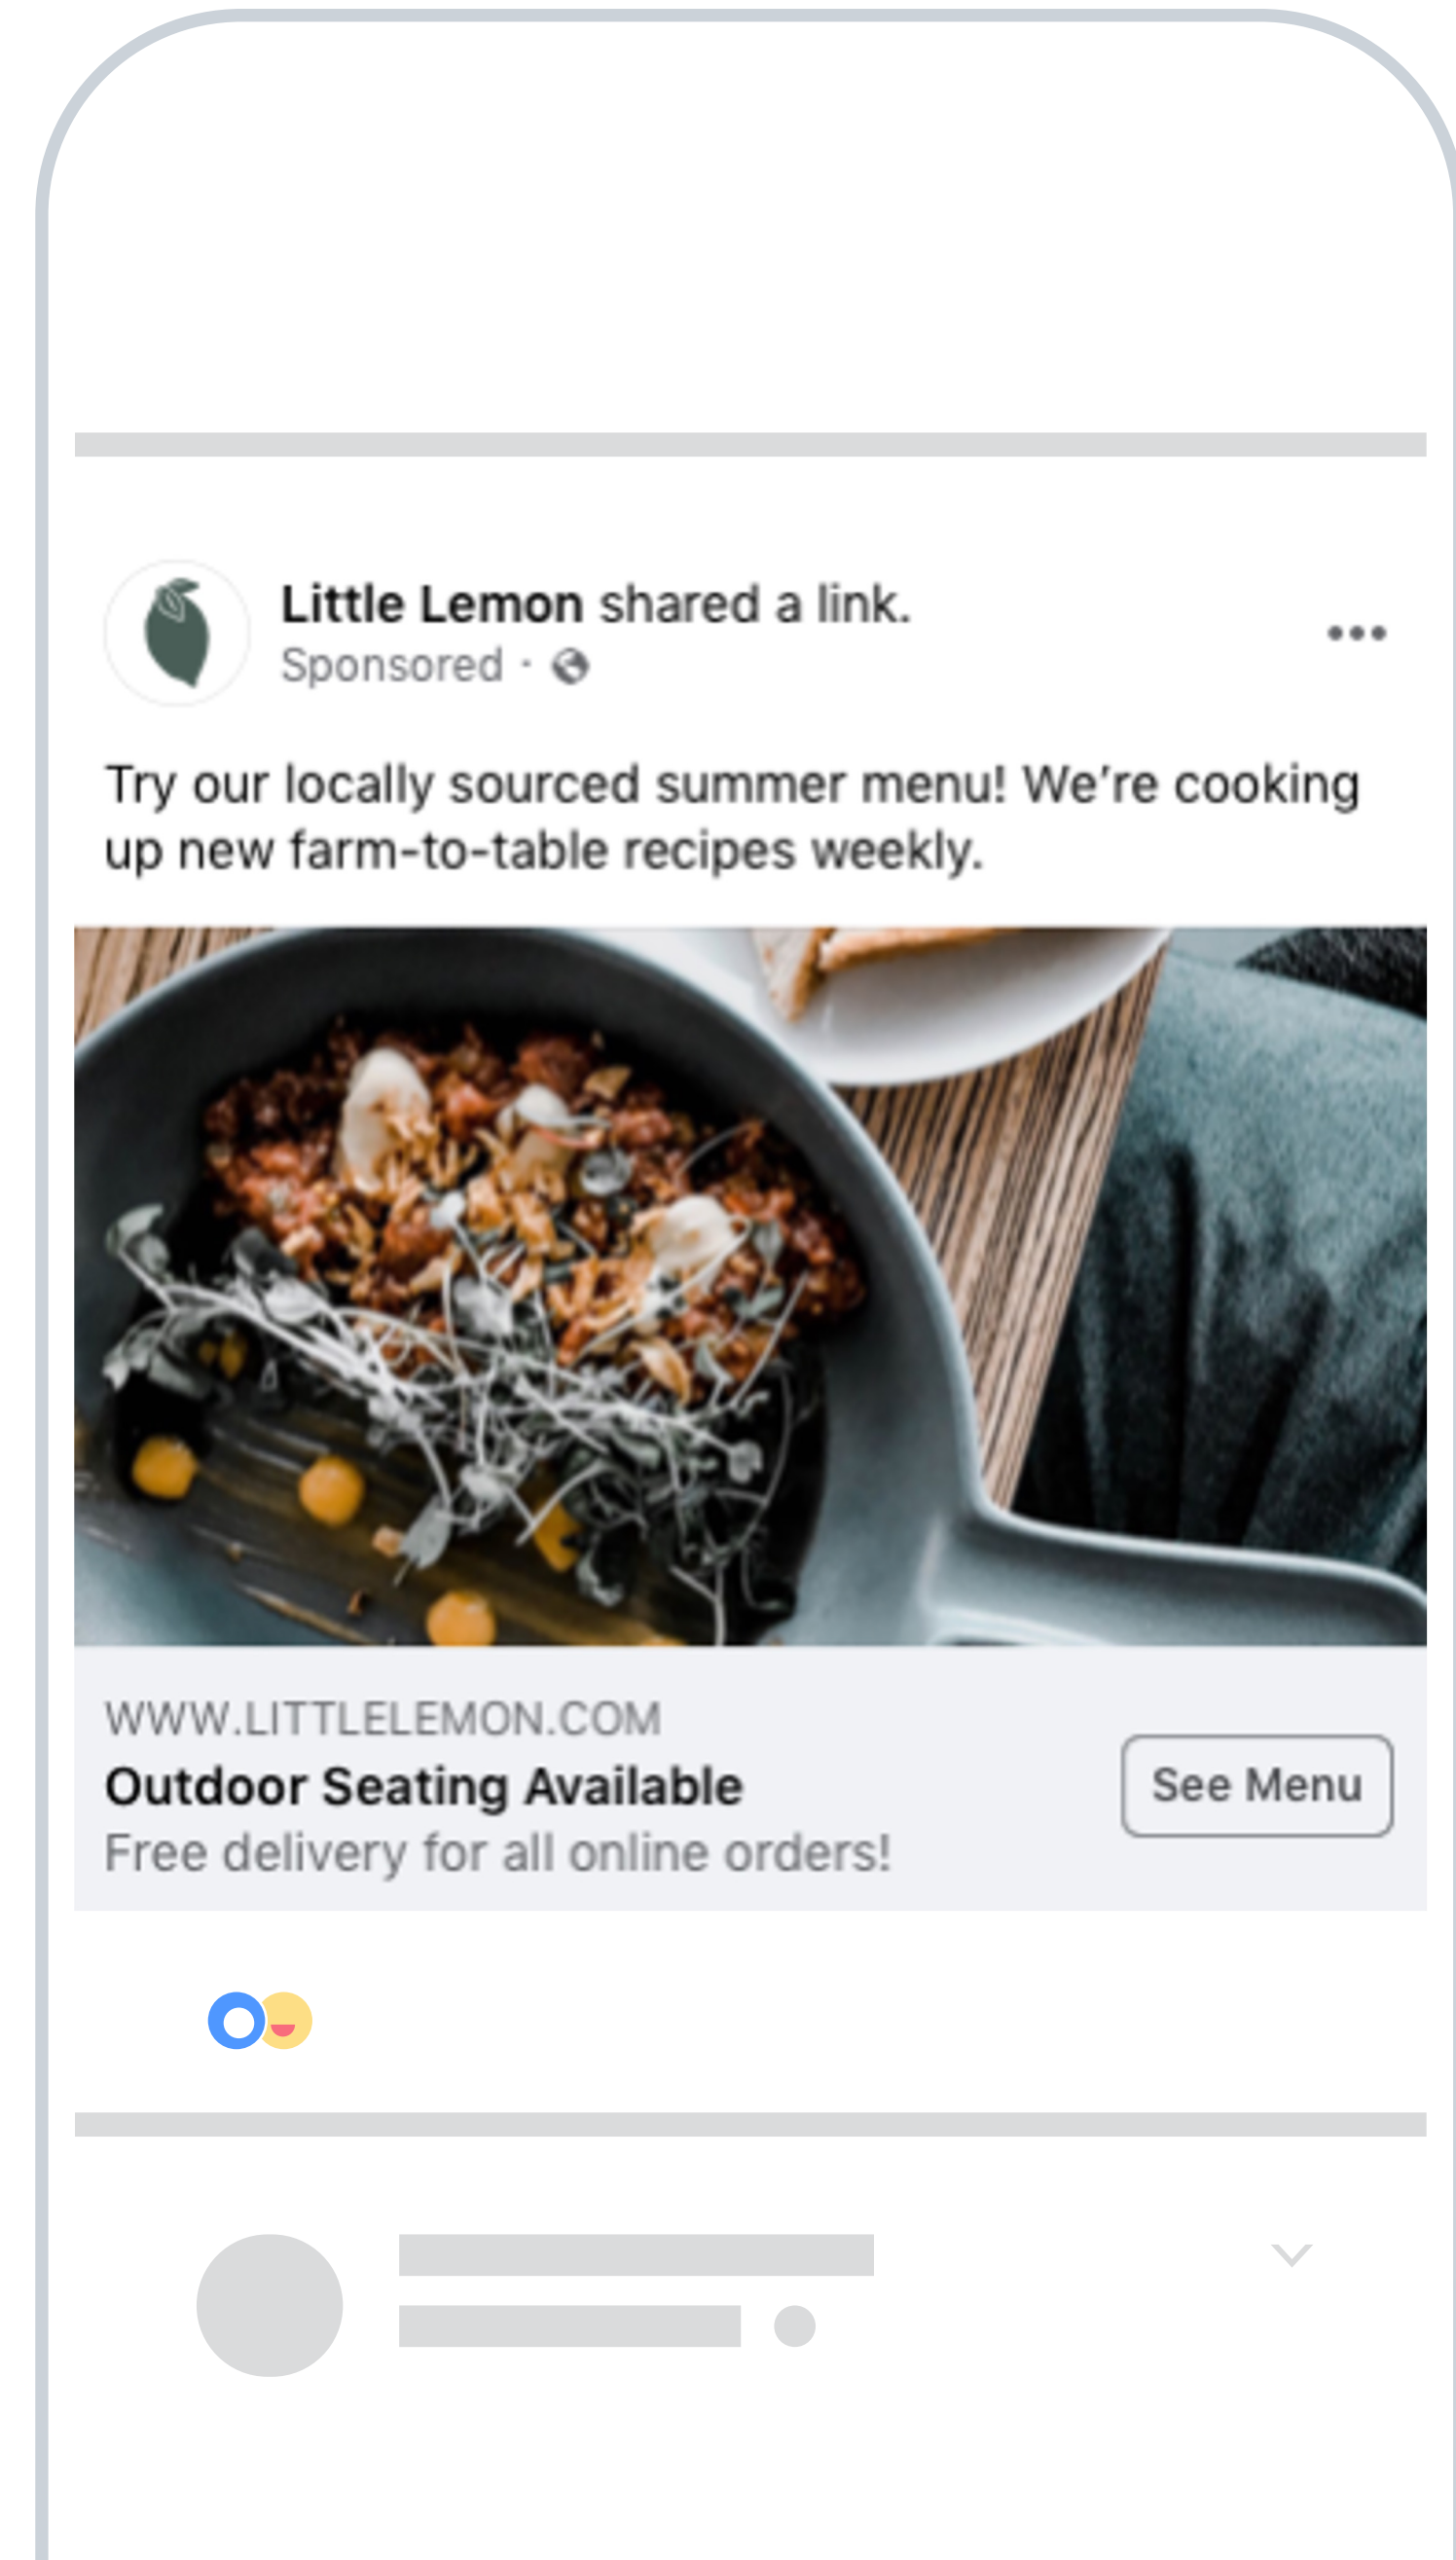 Little Lemon shared a link.
Sponsored ·
Try our locally sourced summer menu! We’re cooking
up new farm-to-table recipes weekly.
WWW.LITTLELEMON.COM
Outdoor Seating Available
Free delivery for all online orders!
See Menu